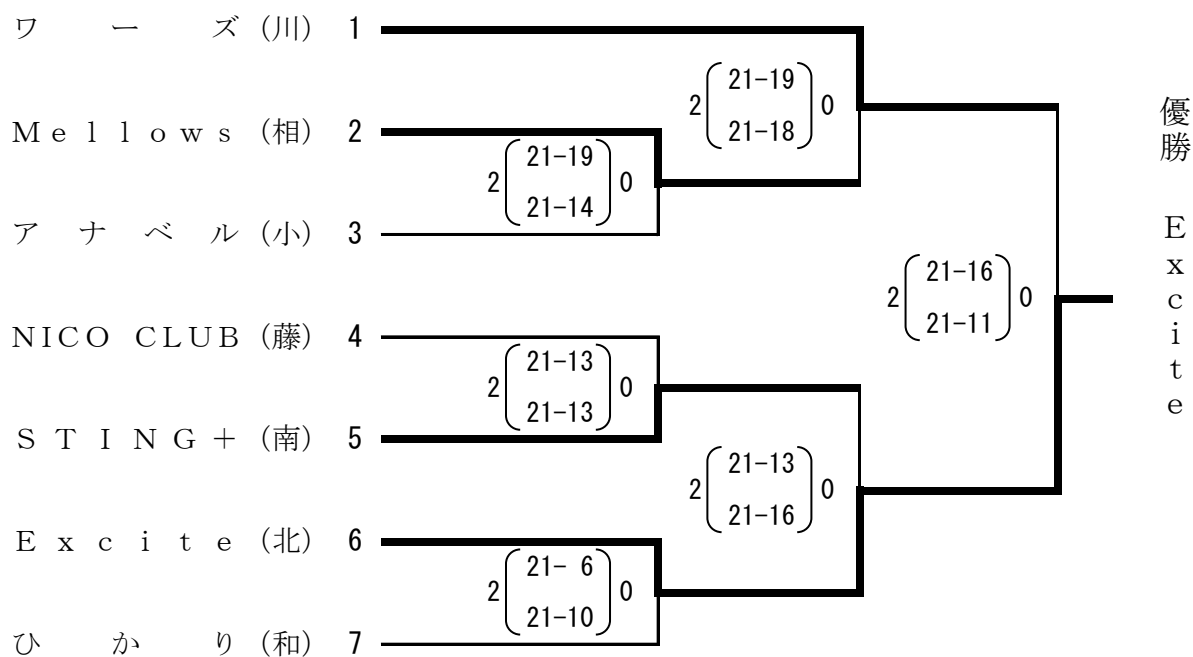 ワーズ（川） 1
2 21-19 0
21-18
Mellows（相） 2
2 21-19 0
21-14
アナベル（小） 3
2 21-16 0
21-11
NICO CLUB（藤） 4
2 21-13 0
21-13
STING＋（南） 5
2 21-13 0
21-16
Excite（北） 6
2 21- 6 0
21-10
ひかり（和） 7
優勝 Excite